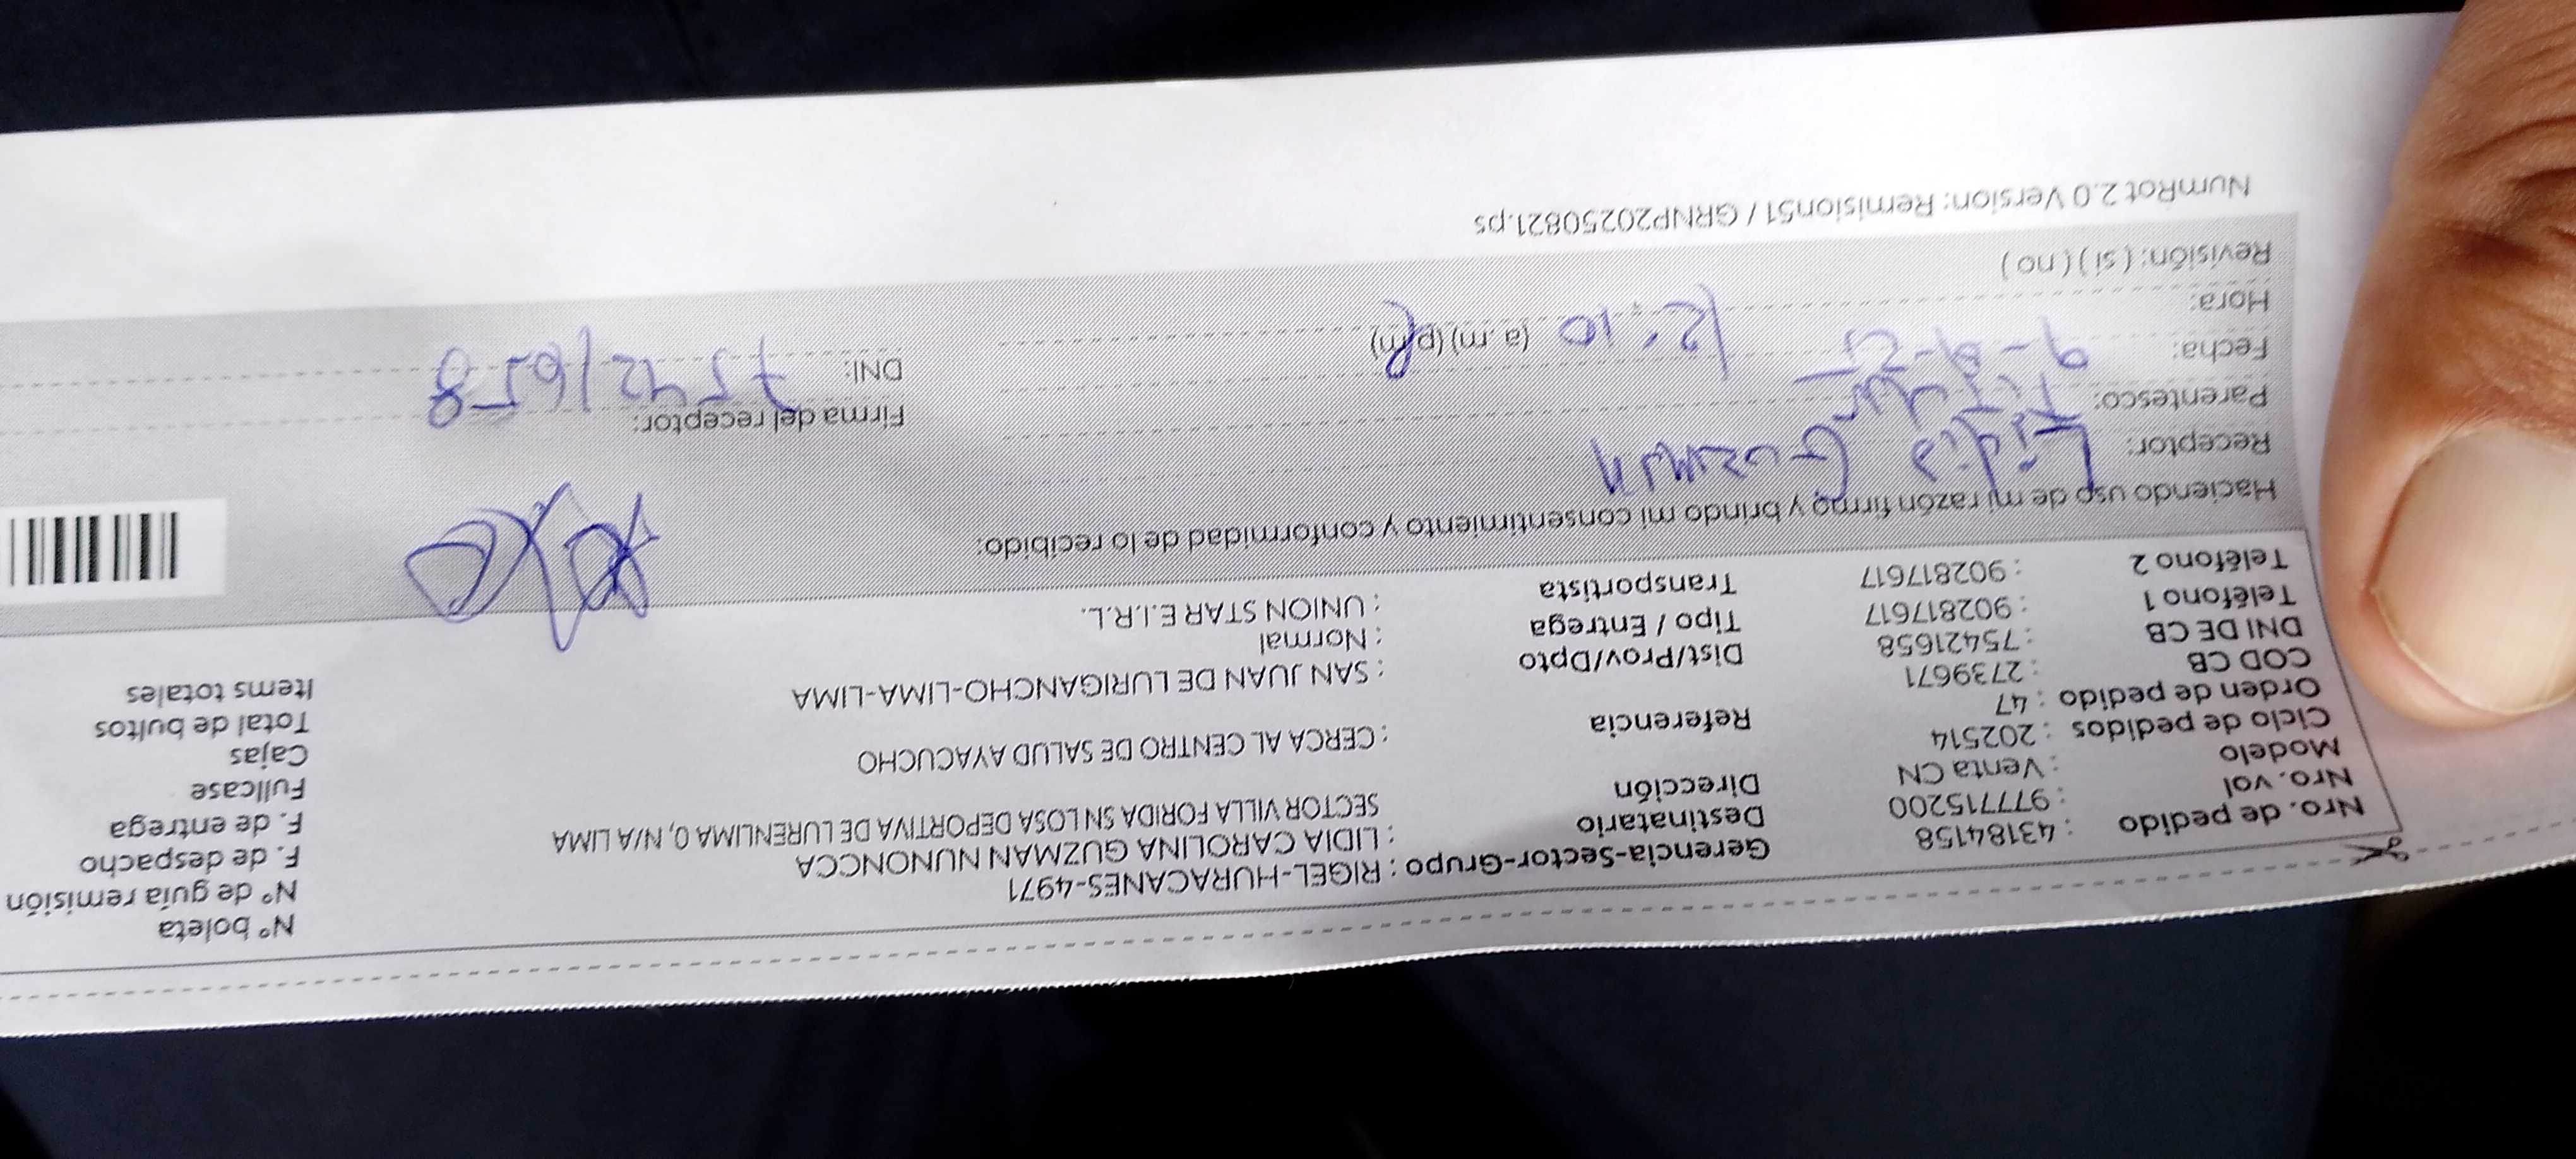 Nro. de pedido : 43184158 Gerencia-Sector-Grupo : RIGEL-HURACANES-4971 N° boleta
Nro. vol : 977715200 Destinatario : LIDIA CAROLINA GUZMAN NUNONCCA N° de guía remisión
Modelo : Venta CN Dirección SECTOR VILLA FORIDA SN LOSA DEPORTIVA DE LURENLIMA 0, N/A LIMA F. de despacho
Ciclo de pedidos : 202514 F. de entrega
Orden de pedido : 47 Referencia : CERCA AL CENTRO DE SALUD AYACUCHO Fullcase
COD CB : 2739671 Cajas
DNI DE CB : 75421658 Dist/Prov/Dpto : SAN JUAN DE LURIGANCHO-LIMA-LIMA Total de bultos
Teléfono 1 : 902817617 Tipo / Entrega : Normal Items totales
Teléfono 2 : 902817617 Transportista : UNION STAR E.I.R.L.
Haciendo uso de mi razón firmo y brindo mi consentimiento y conformidad de lo recibido:
Receptor: Lidia Guzman
Parentesco: Firma del receptor:
Fecha: DNI: 75421658
Hora: 12:10 (a. m) (p. m)
Revisión: ( si ) ( no )
NumRot 2.0 Version: Remision51 / GRNP20250821.ps